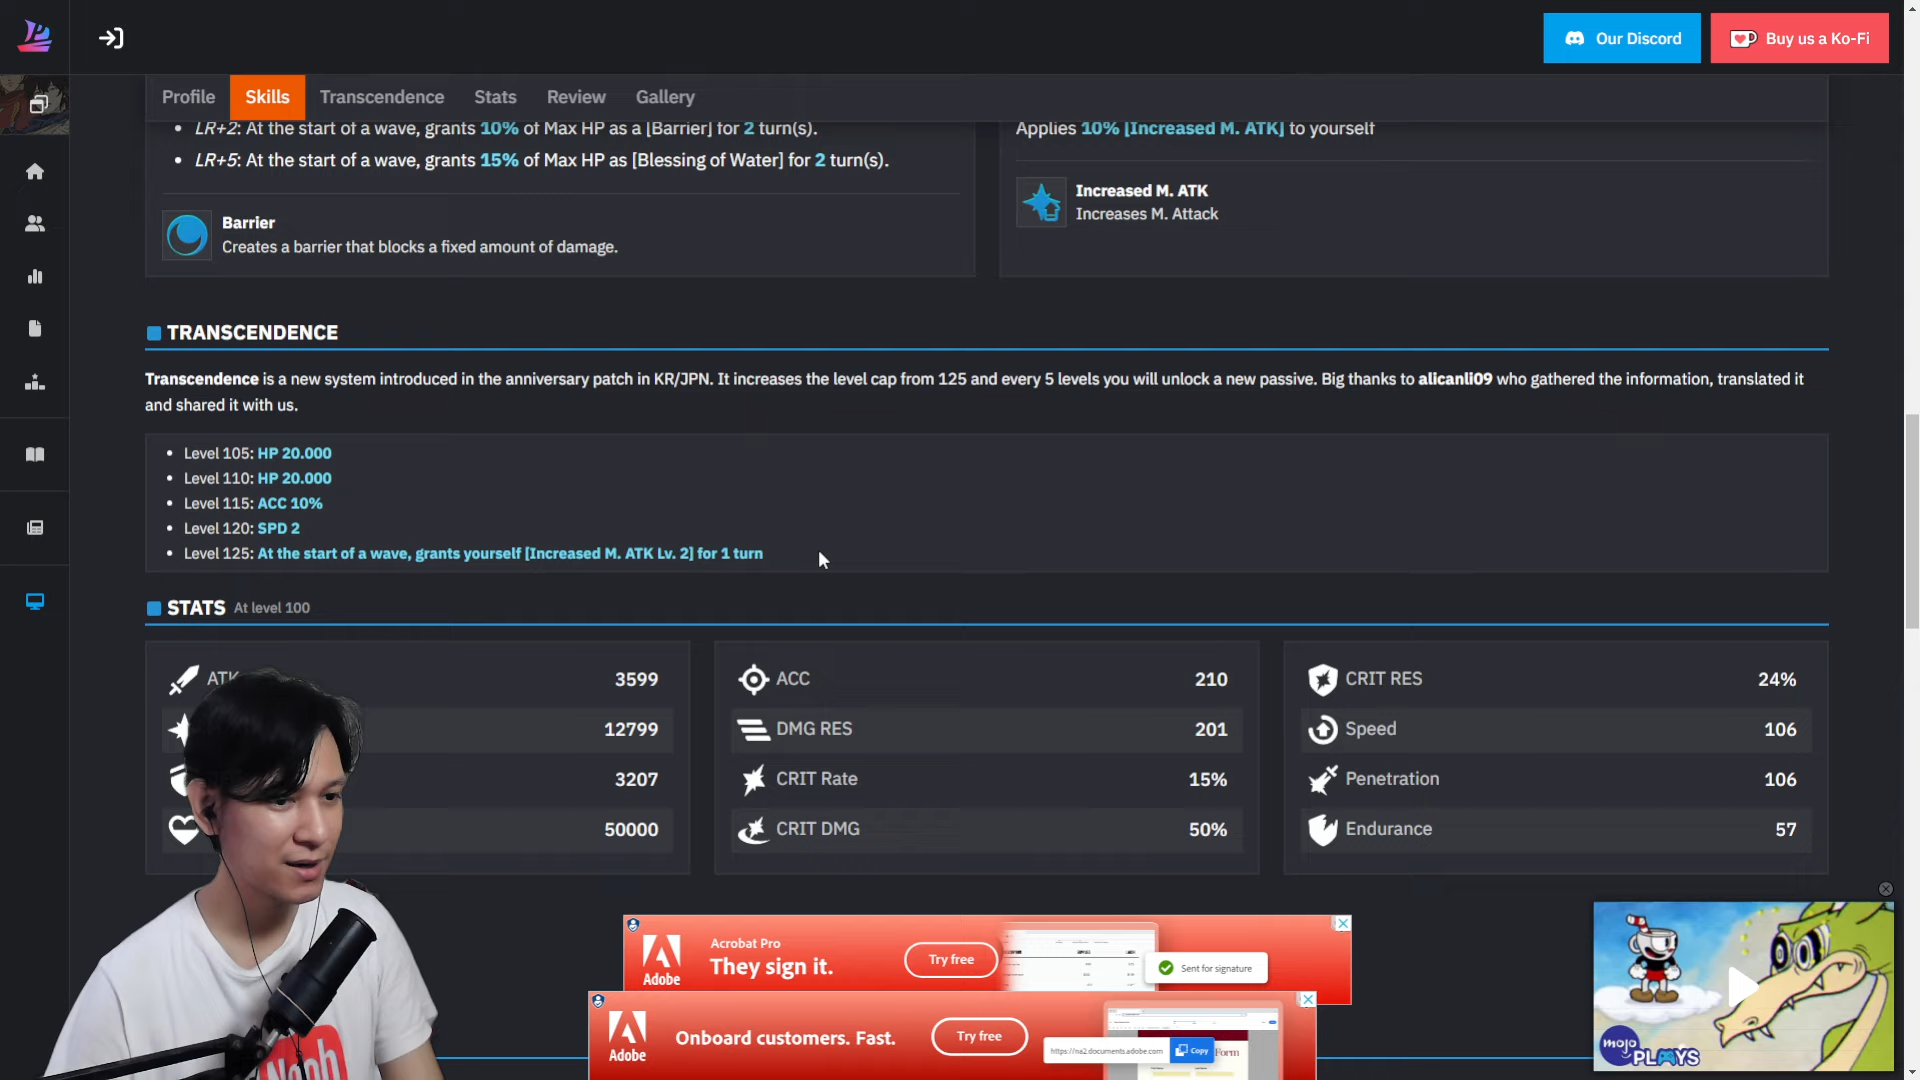 Our Discord
Buy us a Ko-Fi
Profile
Skills
Transcendence
Stats
Review
Gallery
LR+2: At the start of a wave, grants 10% of Max HP as a [Barrier] for 2 turn(s).
LR+5: At the start of a wave, grants 15% of Max HP as [Blessing of Water] for 2 turn(s).
Barrier
Creates a barrier that blocks a fixed amount of damage.
Applies 10% [Increased M. ATK] to yourself
Increased M. ATK
Increases M. Attack
TRANSCENDENCE
Transcendence is a new system introduced in the anniversary patch in KR/JPN. It increases the level cap from 125 and every 5 levels you will unlock a new passive. Big thanks to alicanli09 who gathered the information, translated it
and shared it with us.
Level 105: HP 20.000
Level 110: HP 20.000
Level 115: ACC 10%
Level 120: SPD 2
Level 125: At the start of a wave, grants yourself [Increased M. ATK Lv. 2] for 1 turn
STATS At level 100
ATK 3599
12799
3207
50000
ACC 210
DMG RES 201
CRIT Rate 15%
CRIT DMG 50%
CRIT RES 24%
Speed 106
Penetration 106
Endurance 57
Adobe
Acrobat Pro
They sign it.
Try free
Sent for signature
Adobe
Onboard customers. Fast.
Try free
https://na2.documents.adobe.com
Copy
Form
mojo
PLAYS
Noob